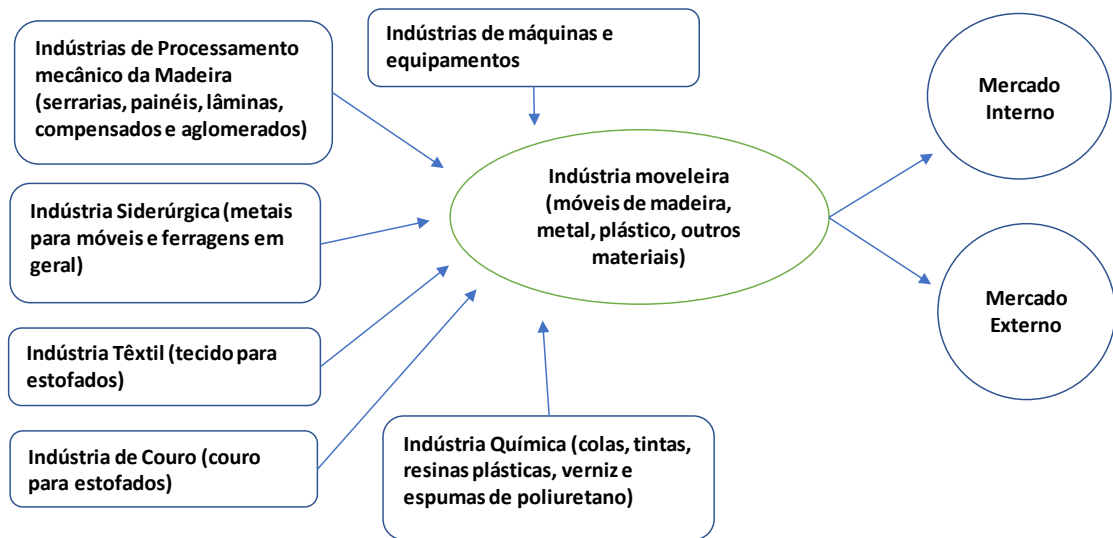 Indústrias de Processamento
mecânico da Madeira
(serrarias, painéis, lâminas,
compensados e aglomerados)
Indústrias de máquinas e
equipamentos
Mercado
Interno
Indústria moveleira
(móveis de madeira,
metal, plástico, outros
materiais)
Indústria Siderúrgica (metais
para móveis e ferragens em
geral)
Mercado
Externo
Indústria Têxtil (tecido para
estofados)
Indústria de Couro (couro
para estofados)
Indústria Química (colas, tintas,
resinas plásticas, verniz e
espumas de poliuretano)